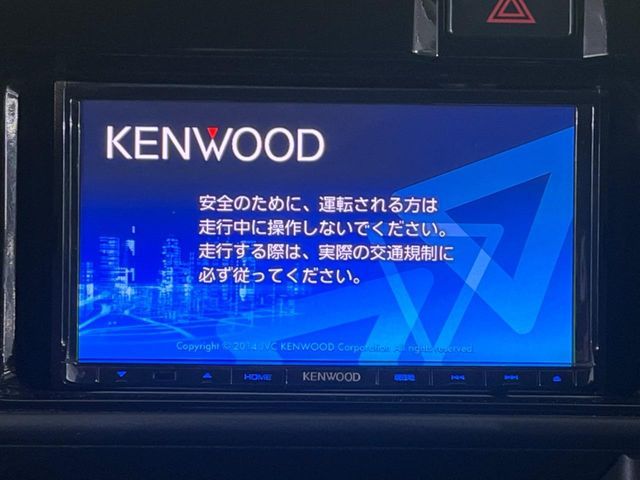 KENWOOD
安全のために、運転される方は
走行中に操作しないでください。
走行する際は、実際の交通規制に
必ず従ってください。
Copyright © 2014 JVC KENWOOD Corporation All rights reserved.
HOME KENWOOD